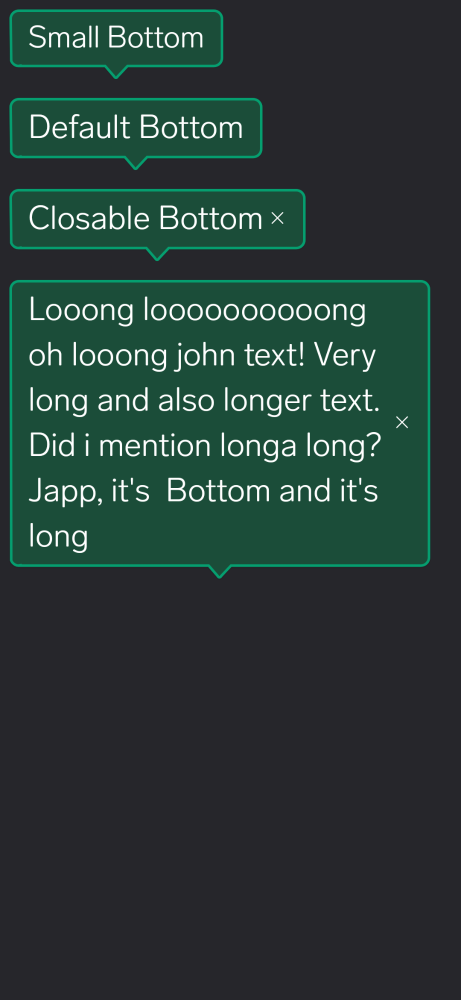 Small Bottom
Default Bottom
Closable Bottom ×
Looong looooooooooong
oh looong john text! Very
long and also longer text.
Did i mention longa long?
Japp, it's  Bottom and it's
long
×